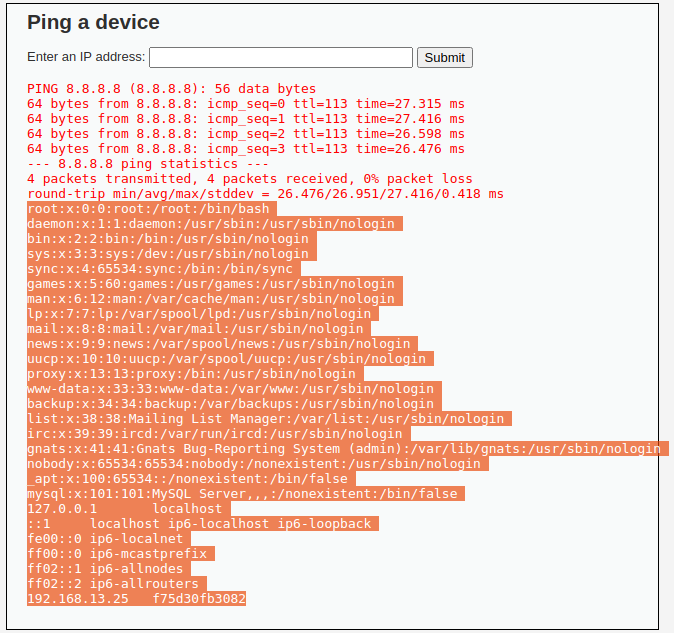 Ping a device
Enter an IP address: Submit
PING 8.8.8.8 (8.8.8.8): 56 data bytes
64 bytes from 8.8.8.8: icmp_seq=0 ttl=113 time=27.315 ms
64 bytes from 8.8.8.8: icmp_seq=1 ttl=113 time=27.416 ms
64 bytes from 8.8.8.8: icmp_seq=2 ttl=113 time=26.598 ms
64 bytes from 8.8.8.8: icmp_seq=3 ttl=113 time=26.476 ms
--- 8.8.8.8 ping statistics ---
4 packets transmitted, 4 packets received, 0% packet loss
round-trip min/avg/max/stddev = 26.476/26.951/27.416/0.418 ms
root:x:0:0:root:/root:/bin/bash
daemon:x:1:1:daemon:/usr/sbin:/usr/sbin/nologin
bin:x:2:2:bin:/bin:/usr/sbin/nologin
sys:x:3:3:sys:/dev:/usr/sbin/nologin
sync:x:4:65534:sync:/bin:/bin/sync
games:x:5:60:games:/usr/games:/usr/sbin/nologin
man:x:6:12:man:/var/cache/man:/usr/sbin/nologin
lp:x:7:7:lp:/var/spool/lpd:/usr/sbin/nologin
mail:x:8:8:mail:/var/mail:/usr/sbin/nologin
news:x:9:9:news:/var/spool/news:/usr/sbin/nologin
uucp:x:10:10:uucp:/var/spool/uucp:/usr/sbin/nologin
proxy:x:13:13:proxy:/bin:/usr/sbin/nologin
www-data:x:33:33:www-data:/var/www:/usr/sbin/nologin
backup:x:34:34:backup:/var/backups:/usr/sbin/nologin
list:x:38:38:Mailing List Manager:/var/list:/usr/sbin/nologin
irc:x:39:39:ircd:/var/run/ircd:/usr/sbin/nologin
gnats:x:41:41:Gnats Bug-Reporting System (admin):/var/lib/gnats:/usr/sbin/nologin
nobody:x:65534:65534:nobody:/nonexistent:/usr/sbin/nologin
_apt:x:100:65534::/nonexistent:/bin/false
mysql:x:101:101:MySQL Server,,,:/nonexistent:/bin/false
127.0.0.1       localhost
::1     localhost ip6-localhost ip6-loopback
fe00::0 ip6-localnet
ff00::0 ip6-mcastprefix
ff02::1 ip6-allnodes
ff02::2 ip6-allrouters
192.168.13.25   f75d30fb3082